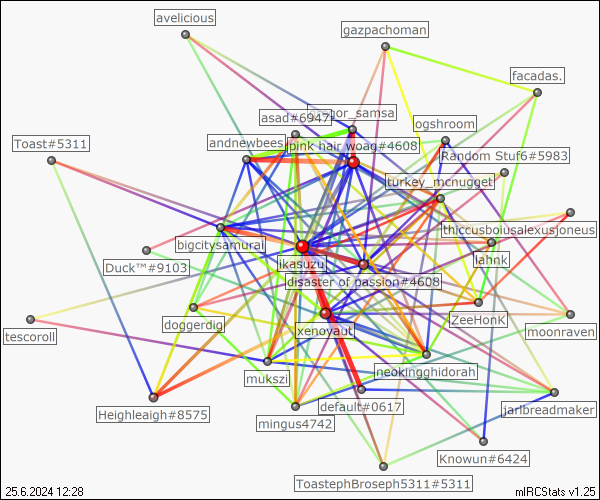 avelicious
gazpachoman
facadas.
asad#6947
gregor_samsa
ogshroom
Toast#5311
andnewbees
pink hair woag#4608
Random Stuf6#5983
turkey_mcnugget
thiccusboiusalexusjoneus
bigcitysamurai
jkasuzu
lahnk
Duck™#9103
disaster of passion#4608
doggerdig
xenoyaut
ZeeHonK
moonraven
tescoroll
mukszi
neokingghidorah
Heighleaigh#8575
mingus4742
default#0617
jarlbreadmaker
Knowun#6424
ToastephBroseph5311#5311
25.6.2024 12:28
mIRCStats v1.25